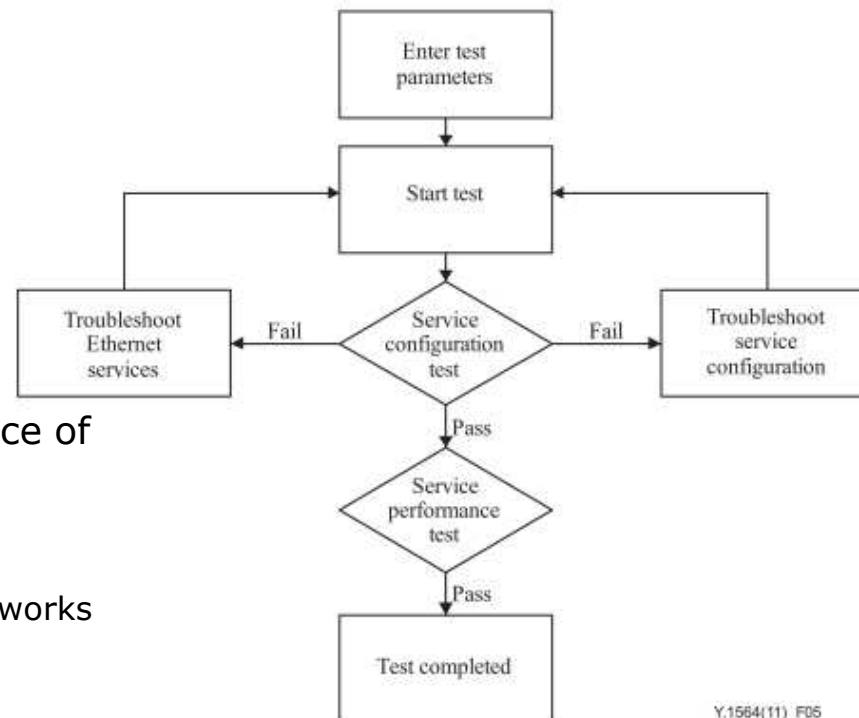 Enter test
parameters
Start test
Troubleshoot
Ethernet
services
Fail
Service
configuration
test
Fail
Troubleshoot
service
configuration
ce of
Pass
Service
performance
test
works
Pass
Test completed
Y.1564(11)_F05